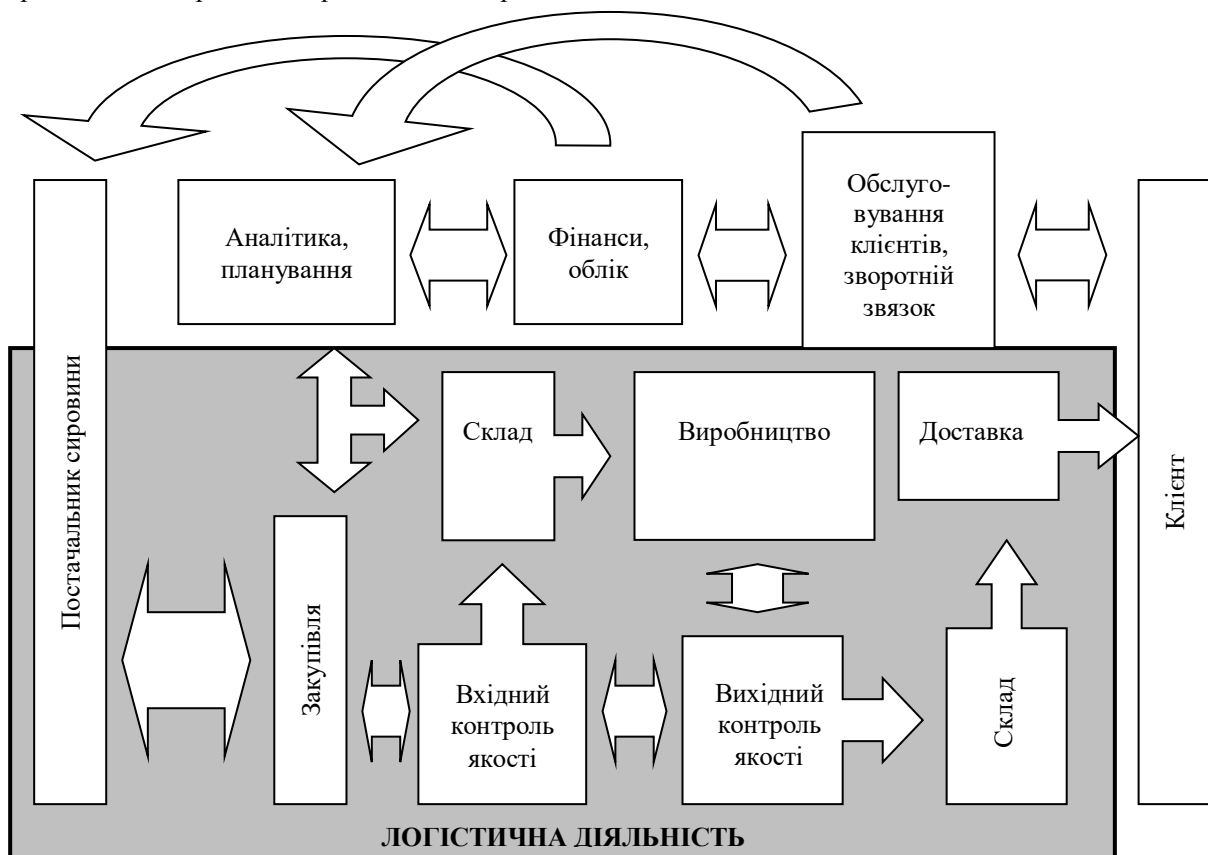 Аналітика,
планування
Фінанси,
облік
Обслуго-
вування
клієнтів,
зворотній
звязок
Постачальник сировини
Склад
Виробництво
Доставка
Клієнт
Закупівля
Вхідний
контроль
якості
Вихідний
контроль
якості
Склад
ЛОГІСТИЧНА ДІЯЛЬНІСТЬ